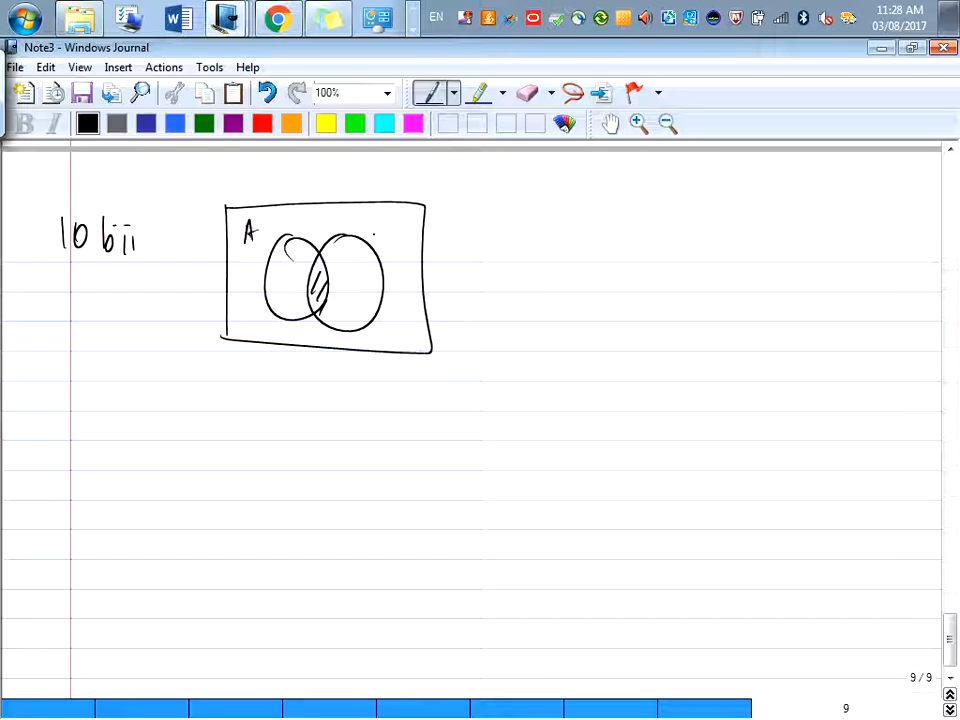 EN
11:28 AM
03/08/2017
Note3 - Windows Journal
File Edit View Insert Actions Tools Help
100%
B I
10 bii
A
9 / 9
9